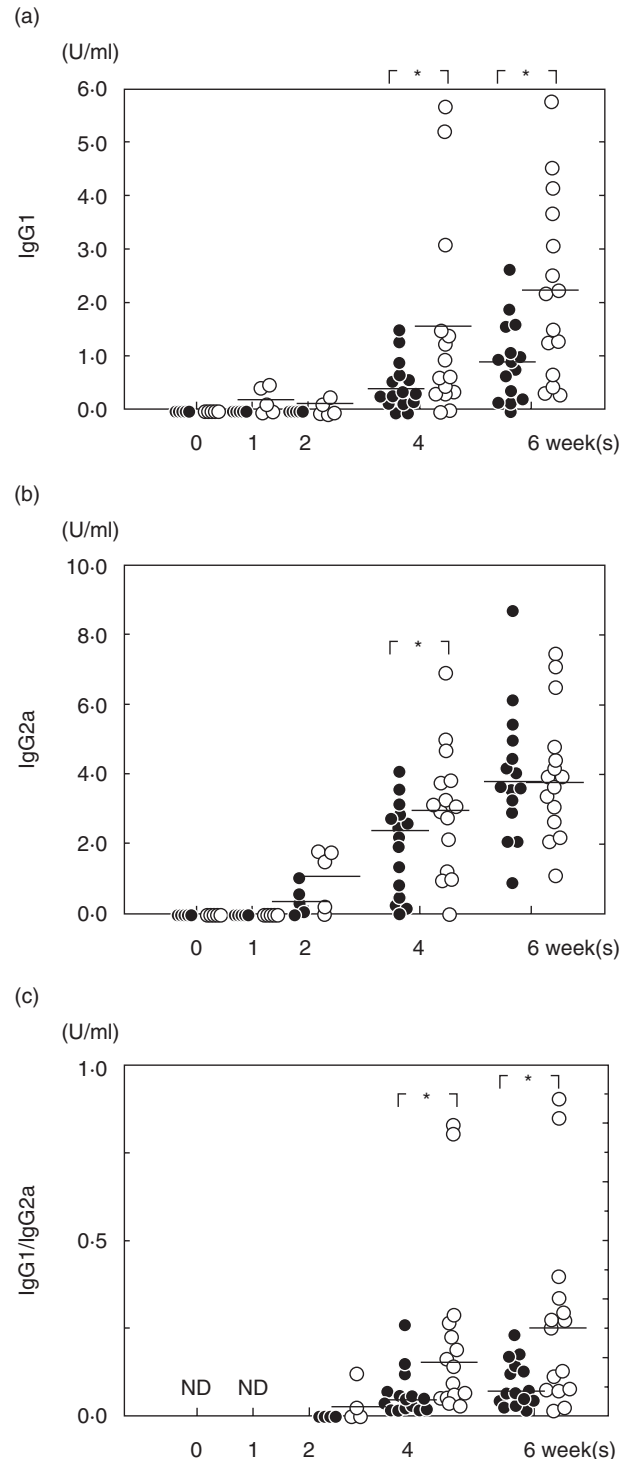 (a)
(U/ml)
6·0
5·0
4·0
3·0
2·0
1·0
0·0
IgG1
* *
0 1 2 4 6 week(s)
(b)
(U/ml)
10·0
8·0
6·0
4·0
2·0
0·0
IgG2a
*
0 1 2 4 6 week(s)
(c)
(U/ml)
1·0
0·5
0·0
IgG1/IgG2a
* *
ND ND
0 1 2 4 6 week(s)